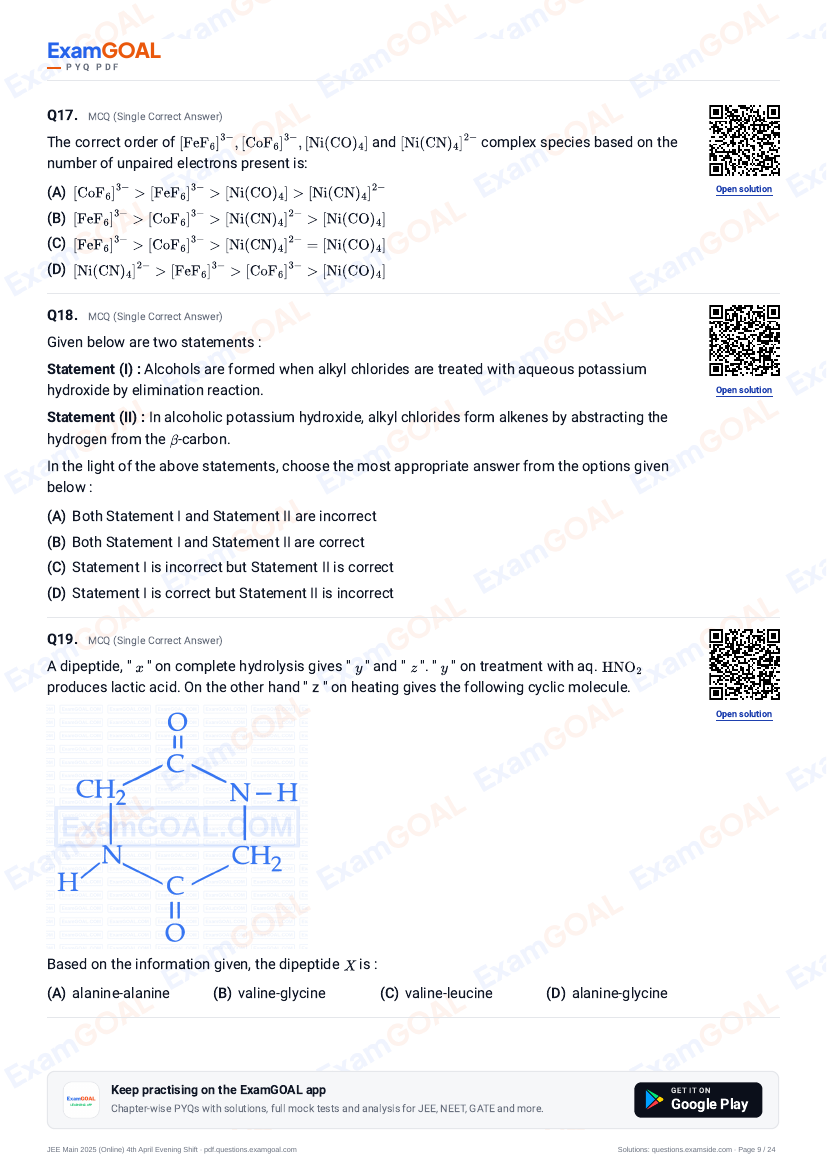 ExamGOAL
PYQ PDF
Q17. MCQ (Single Correct Answer)
The correct order of [FeF₆]³⁻, [CoF₆]³⁻, [Ni(CO)₄] and [Ni(CN)₄]²⁻ complex species based on the
number of unpaired electrons present is:
(A) [CoF₆]³⁻ > [FeF₆]³⁻ > [Ni(CO)₄] > [Ni(CN)₄]²⁻
(B) [FeF₆]³⁻ > [CoF₆]³⁻ > [Ni(CN)₄]²⁻ > [Ni(CO)₄]
(C) [FeF₆]³⁻ > [CoF₆]³⁻ > [Ni(CN)₄]²⁻ = [Ni(CO)₄]
(D) [Ni(CN)₄]²⁻ > [FeF₆]³⁻ > [CoF₆]³⁻ > [Ni(CO)₄]
Open solution
Q18. MCQ (Single Correct Answer)
Given below are two statements :
Statement (I) : Alcohols are formed when alkyl chlorides are treated with aqueous potassium
hydroxide by elimination reaction.
Statement (II) : In alcoholic potassium hydroxide, alkyl chlorides form alkenes by abstracting the
hydrogen from the β-carbon.
In the light of the above statements, choose the most appropriate answer from the options given
below :
(A) Both Statement I and Statement II are incorrect
(B) Both Statement I and Statement II are correct
(C) Statement I is incorrect but Statement II is correct
(D) Statement I is correct but Statement II is incorrect
Open solution
Q19. MCQ (Single Correct Answer)
A dipeptide, " x " on complete hydrolysis gives " y " and " z ". " y " on treatment with aq. HNO₂
produces lactic acid. On the other hand " z " on heating gives the following cyclic molecule.
Open solution
O
C
CH₂
N – H
ExamGOAL.COM
N
CH₂
H
C
O
Based on the information given, the dipeptide X is :
(A) alanine-alanine (B) valine-glycine (C) valine-leucine (D) alanine-glycine
Keep practising on the ExamGOAL app
Chapter-wise PYQs with solutions, full mock tests and analysis for JEE, NEET, GATE and more.
GET IT ON
Google Play
JEE Main 2025 (Online) 4th April Evening Shift · pdf.questions.examgoal.com
Solutions: questions.examside.com · Page 9 / 24